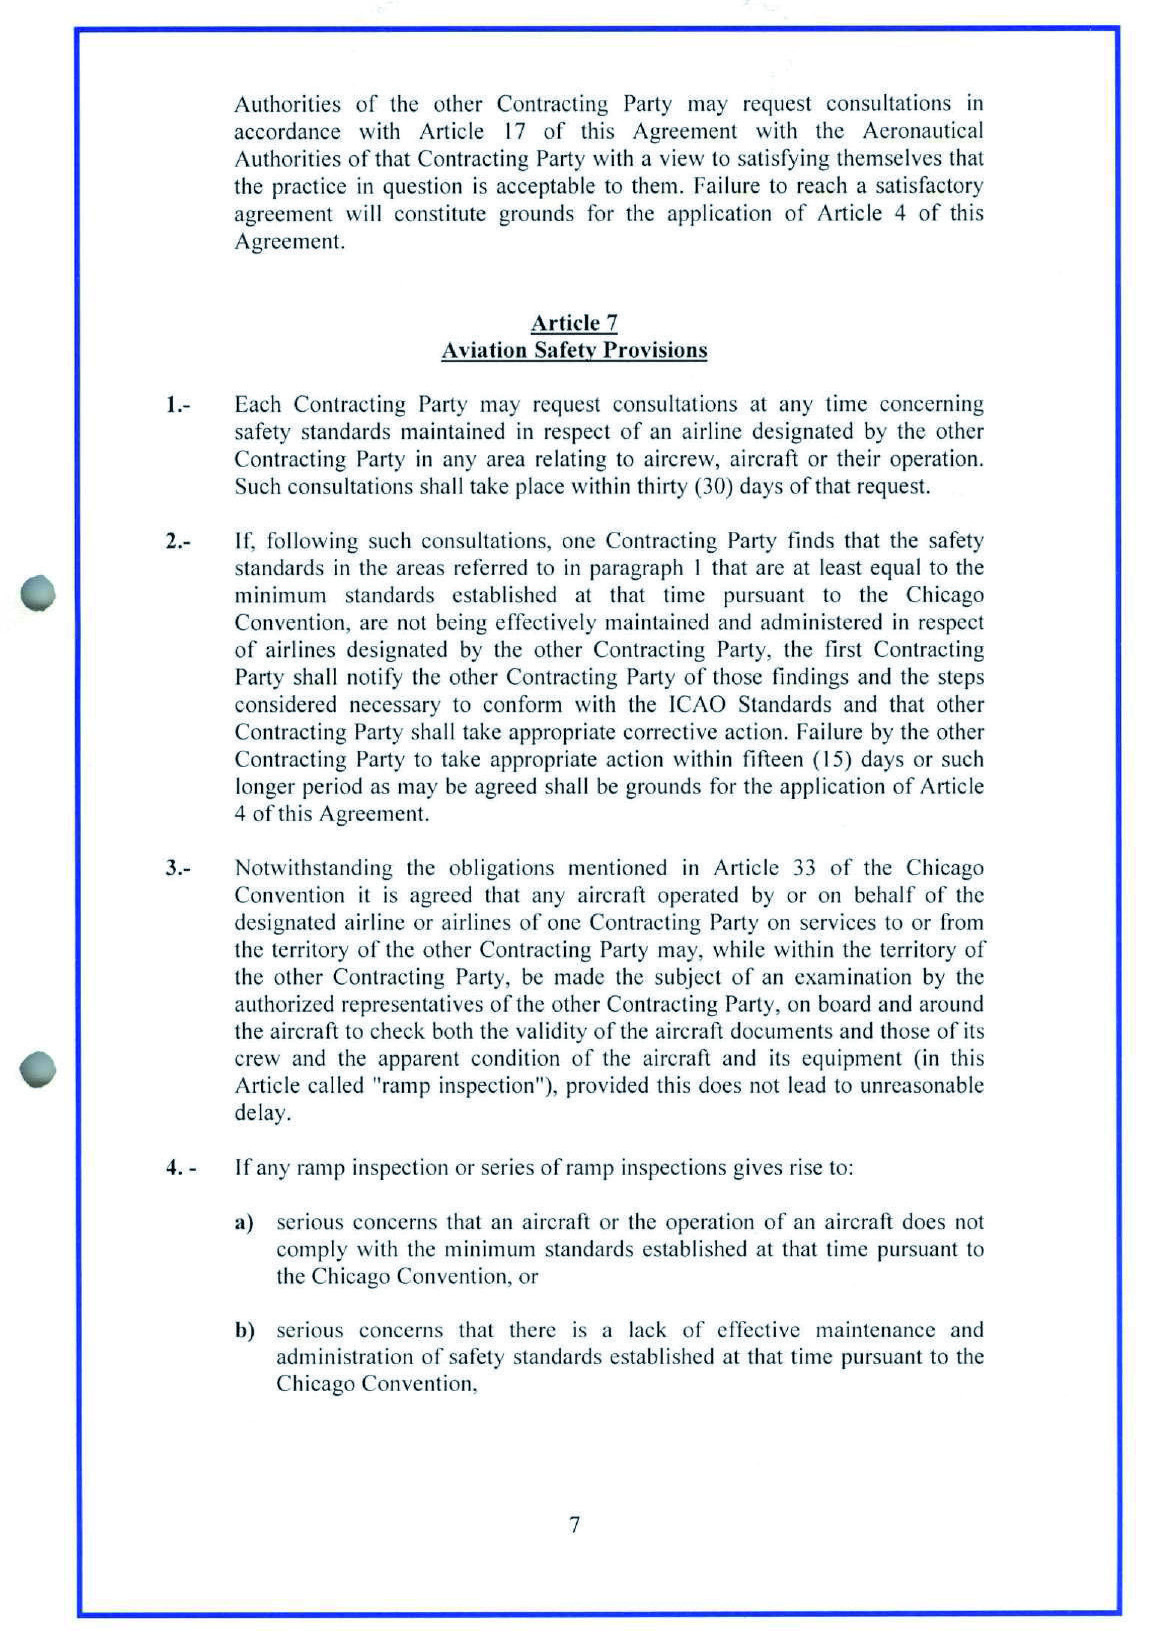 Authorities of the other Contracting Party may request consultations in
accordance with Article 17 of this Agreement with the Aeronautical
Authorities of that Contracting Party with a view to satisfying themselves that
the practice in question is acceptable to them. Failure to reach a satisfactory
agreement will constitute grounds for the application of Article 4 of this
Agreement.
Article 7
Aviation Safety Provisions
1.- Each Contracting Party may request consultations at any time concerning
safety standards maintained in respect of an airline designated by the other
Contracting Party in any area relating to aircrew, aircraft or their operation.
Such consultations shall take place within thirty (30) days of that request.
2.- If, following such consultations, one Contracting Party finds that the safety
standards in the areas referred to in paragraph 1 that are at least equal to the
minimum standards established at that time pursuant to the Chicago
Convention, are not being effectively maintained and administered in respect
of airlines designated by the other Contracting Party, the first Contracting
Party shall notify the other Contracting Party of those findings and the steps
considered necessary to conform with the ICAO Standards and that other
Contracting Party shall take appropriate corrective action. Failure by the other
Contracting Party to take appropriate action within fifteen (15) days or such
longer period as may be agreed shall be grounds for the application of Article
4 of this Agreement.
3.- Notwithstanding the obligations mentioned in Article 33 of the Chicago
Convention it is agreed that any aircraft operated by or on behalf of the
designated airline or airlines of one Contracting Party on services to or from
the territory of the other Contracting Party may, while within the territory of
the other Contracting Party, be made the subject of an examination by the
authorized representatives of the other Contracting Party, on board and around
the aircraft to check both the validity of the aircraft documents and those of its
crew and the apparent condition of the aircraft and its equipment (in this
Article called "ramp inspection"), provided this does not lead to unreasonable
delay.
4. - If any ramp inspection or series of ramp inspections gives rise to:
a) serious concerns that an aircraft or the operation of an aircraft does not
comply with the minimum standards established at that time pursuant to
the Chicago Convention, or
b) serious concerns that there is a lack of effective maintenance and
administration of safety standards established at that time pursuant to the
Chicago Convention,
7